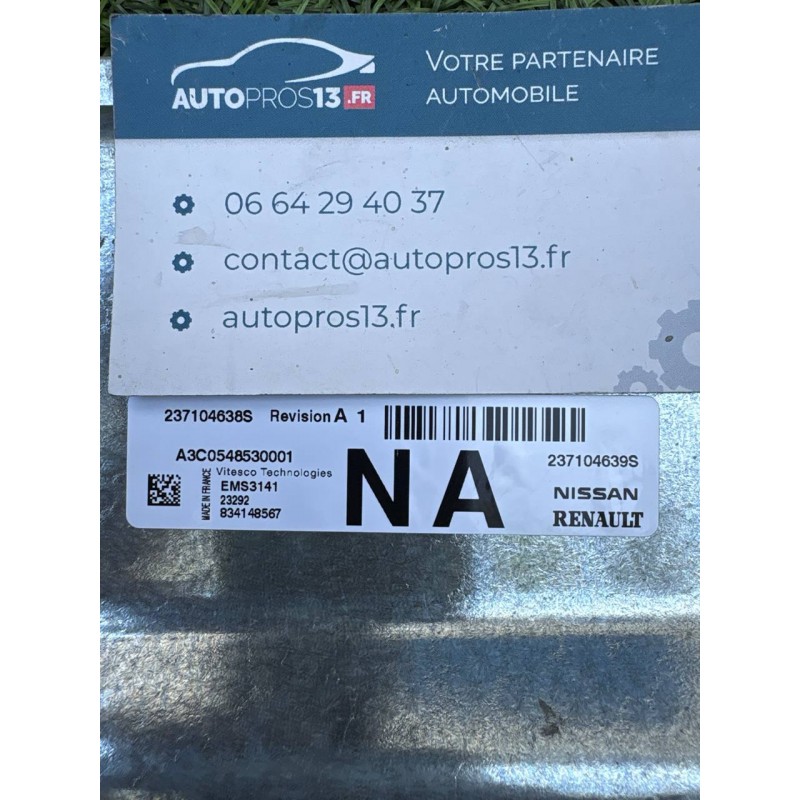 AUTOPROS13.FR
VOTRE PARTENAIRE
AUTOMOBILE
06 64 29 40 37
contact@autopros13.fr
autopros13.fr
237104638S Revision A 1
A3C0548530001
Vitesco Technologies
EMS3141
23292
834148567
MADE IN FRANCE
NA
237104639S
NISSAN
RENAULT